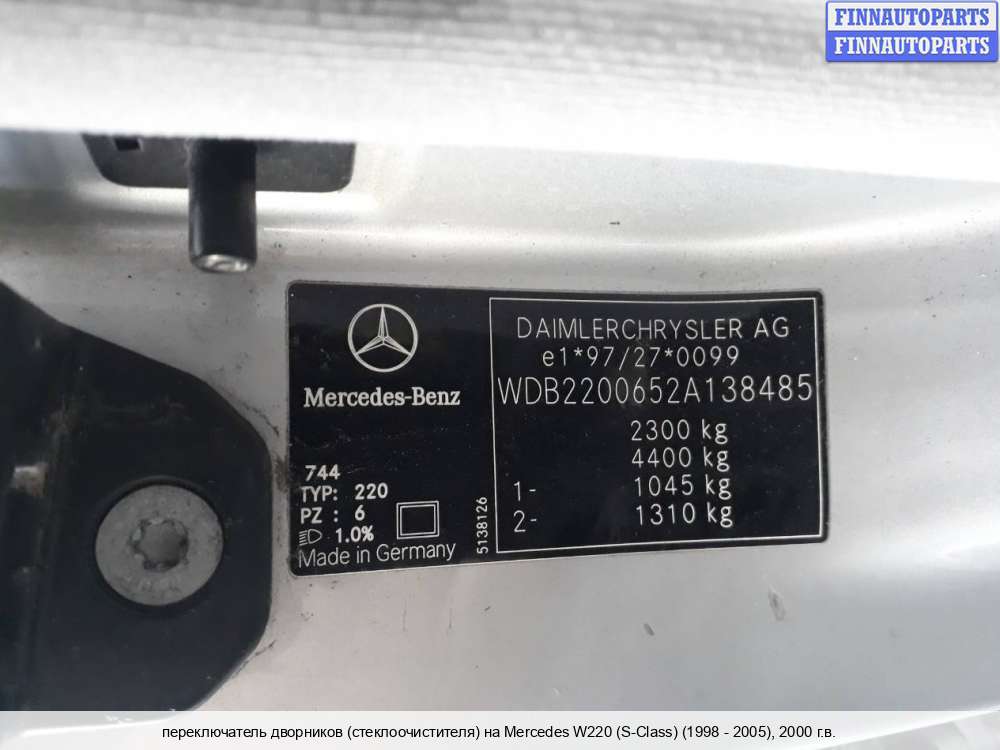 FINNAUTOPARTS
FINNAUTOPARTS
Mercedes-Benz
744
TYP: 220
PZ : 6
1.0%
Made in Germany
5138126
DAIMLERCHRYSLER AG
e1*97/27*0099
WDB2200652A138485
2300 kg
4400 kg
1- 1045 kg
2- 1310 kg
переключатель дворников (стеклоочистителя) на Mercedes W220 (S-Class) (1998 - 2005), 2000 г.в.